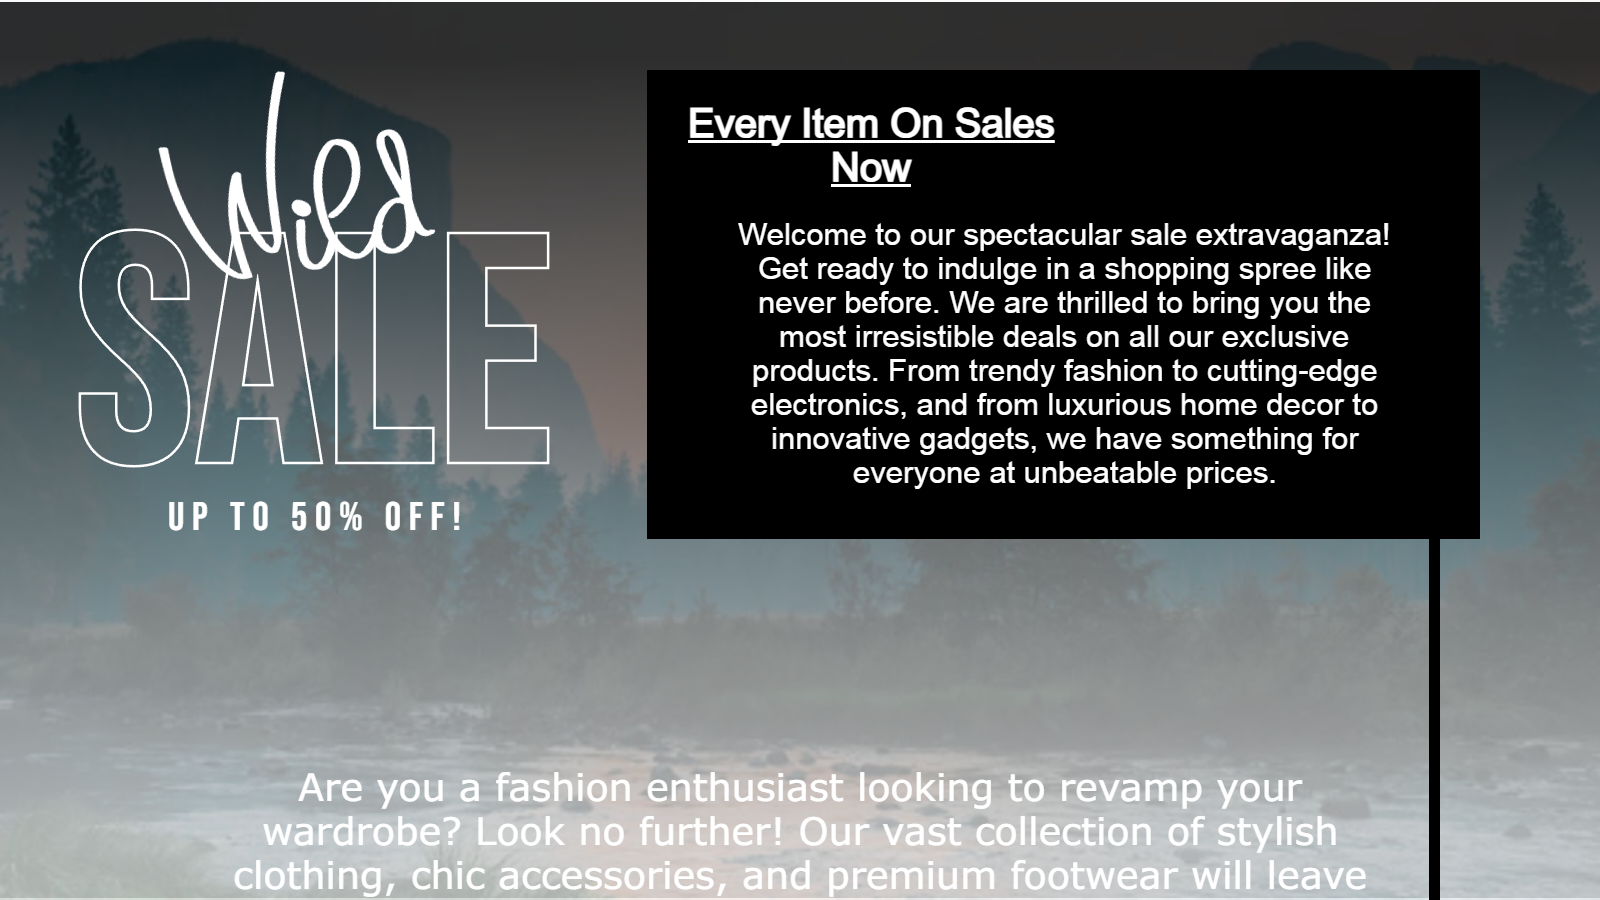 Wild
SALE
UP TO 50% OFF!
Every Item On Sales
Now
Welcome to our spectacular sale extravaganza!
Get ready to indulge in a shopping spree like
never before. We are thrilled to bring you the
most irresistible deals on all our exclusive
products. From trendy fashion to cutting-edge
electronics, and from luxurious home decor to
innovative gadgets, we have something for
everyone at unbeatable prices.
Are you a fashion enthusiast looking to revamp your
wardrobe? Look no further! Our vast collection of stylish
clothing, chic accessories, and premium footwear will leave